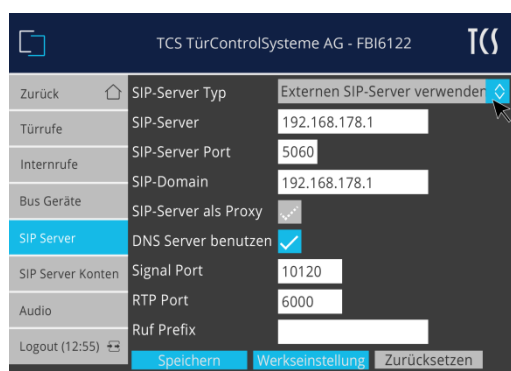 TCS TürControlSysteme AG - FBI6122
TCS
Zurück
Türrufe
Internrufe
Bus Geräte
SIP Server
SIP Server Konten
Audio
Logout (12:55)
SIP-Server Typ Externen SIP-Server verwenden
SIP-Server 192.168.178.1
SIP-Server Port 5060
SIP-Domain 192.168.178.1
SIP-Server als Proxy
DNS Server benutzen
Signal Port 10120
RTP Port 6000
Ruf Prefix
Speichern Werkseinstellung Zurücksetzen